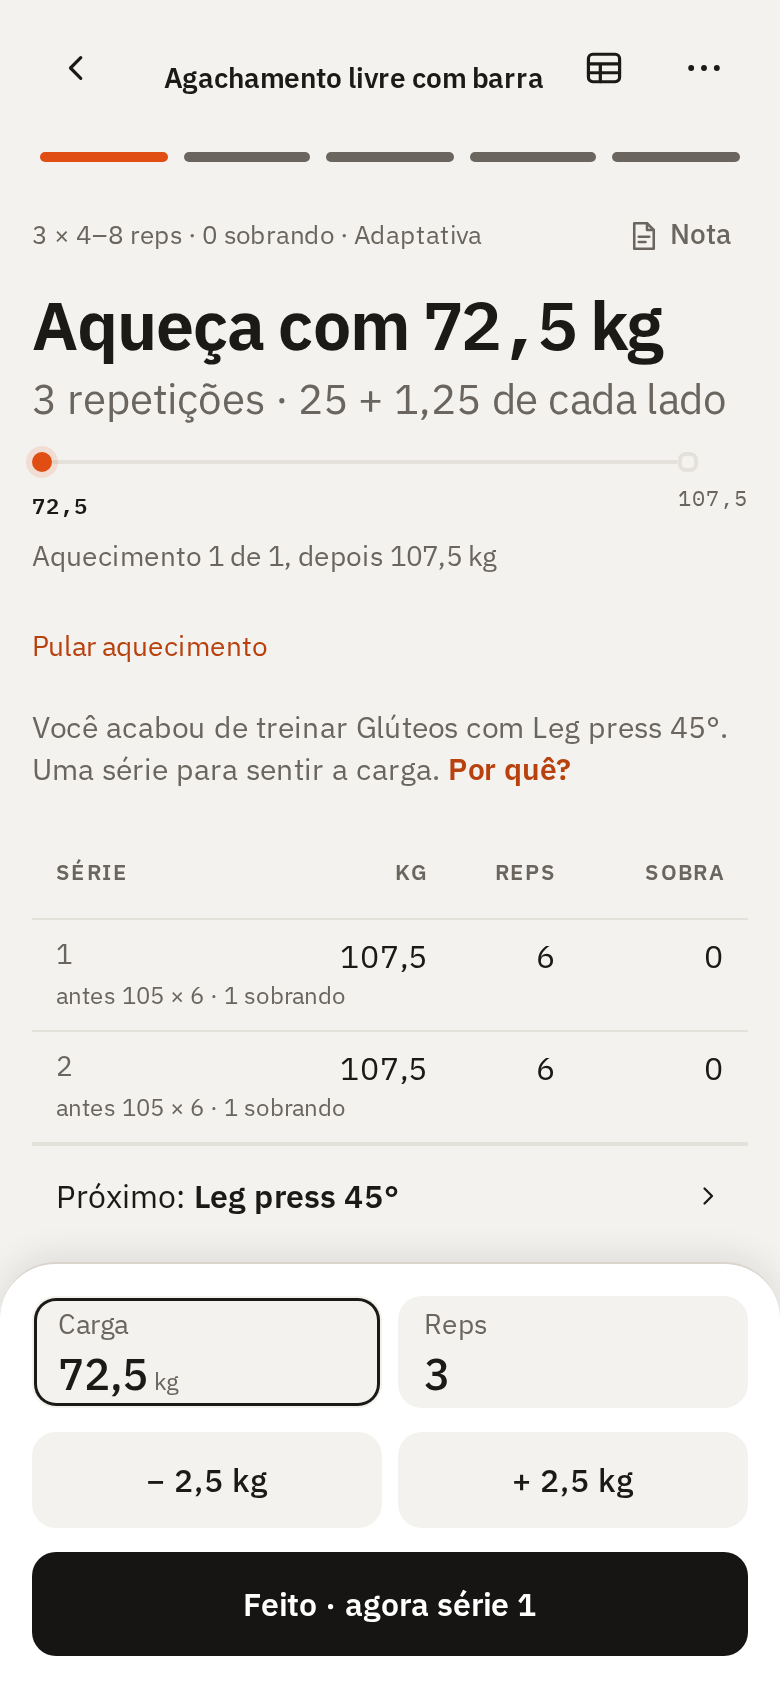 Agachamento livre com barra
3 × 4–8 reps · 0 sobrando · Adaptativa
Nota
Aqueça com 72,5 kg
3 repetições · 25 + 1,25 de cada lado
72,5
107,5
Aquecimento 1 de 1, depois 107,5 kg
Pular aquecimento
Você acabou de treinar Glúteos com Leg press 45°.
Uma série para sentir a carga. Por quê?
SÉRIE KG REPS SOBRA
1 107,5 6 0
antes 105 × 6 · 1 sobrando
2 107,5 6 0
antes 105 × 6 · 1 sobrando
Próximo: Leg press 45°
Carga
72,5 kg
Reps
3
− 2,5 kg
+ 2,5 kg
Feito · agora série 1